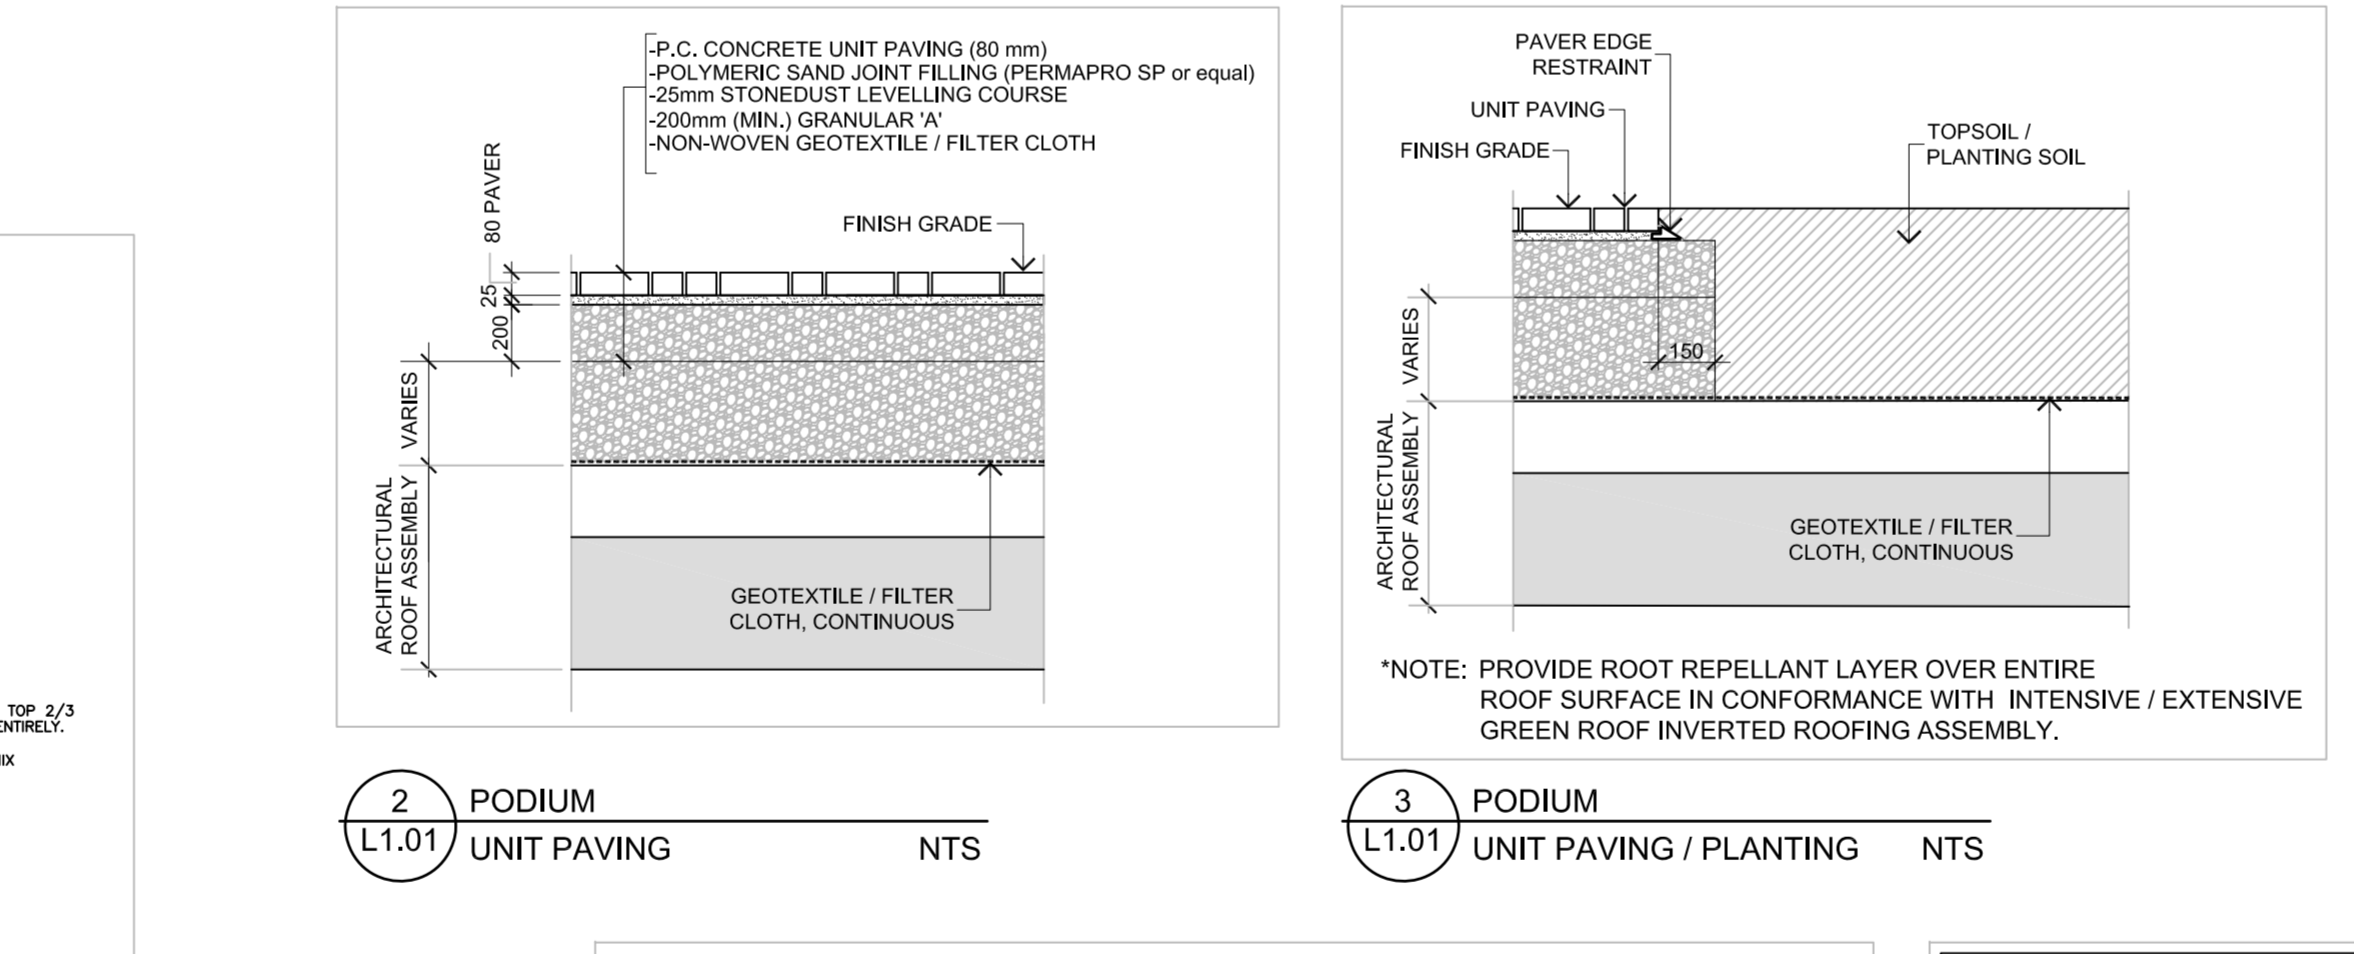 TOP 2/3
ENTIRELY.
-P.C. CONCRETE UNIT PAVING (80 mm)
-POLYMERIC SAND JOINT FILLING (PERMAPRO SP or equal)
-25mm STONEDUST LEVELLING COURSE
-200mm (MIN.) GRANULAR 'A'
-NON-WOVEN GEOTEXTILE / FILTER CLOTH
80 PAVER
25
200
VARIES
ARCHITECTURAL
ROOF ASSEMBLY
FINISH GRADE
GEOTEXTILE / FILTER
CLOTH, CONTINUOUS
2
L1.01
PODIUM
UNIT PAVING NTS
PAVER EDGE
RESTRAINT
UNIT PAVING
FINISH GRADE
TOPSOIL /
PLANTING SOIL
VARIES
150
ARCHITECTURAL
ROOF ASSEMBLY
GEOTEXTILE / FILTER
CLOTH, CONTINUOUS
*NOTE: PROVIDE ROOT REPELLANT LAYER OVER ENTIRE
ROOF SURFACE IN CONFORMANCE WITH INTENSIVE / EXTENSIVE
GREEN ROOF INVERTED ROOFING ASSEMBLY.
3
L1.01
PODIUM
UNIT PAVING / PLANTING NTS